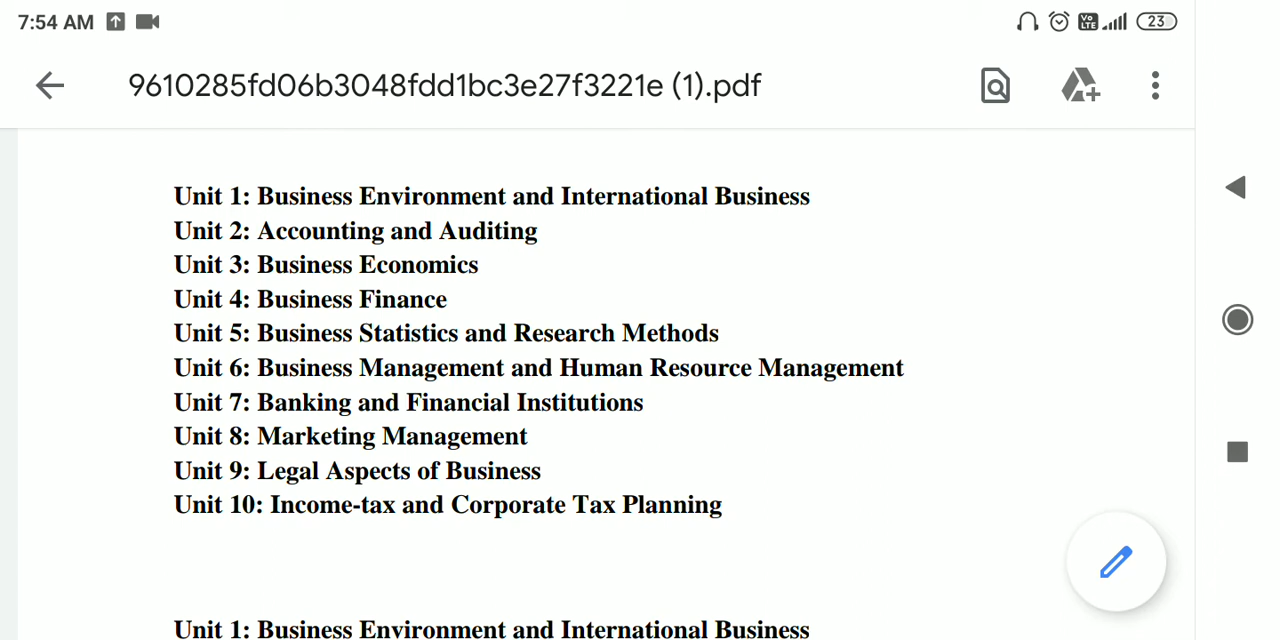 7:54 AM
Vo LTE
23
9610285fd06b3048fdd1bc3e27f3221e (1).pdf
Unit 1: Business Environment and International Business
Unit 2: Accounting and Auditing
Unit 3: Business Economics
Unit 4: Business Finance
Unit 5: Business Statistics and Research Methods
Unit 6: Business Management and Human Resource Management
Unit 7: Banking and Financial Institutions
Unit 8: Marketing Management
Unit 9: Legal Aspects of Business
Unit 10: Income-tax and Corporate Tax Planning
Unit 1: Business Environment and International Business